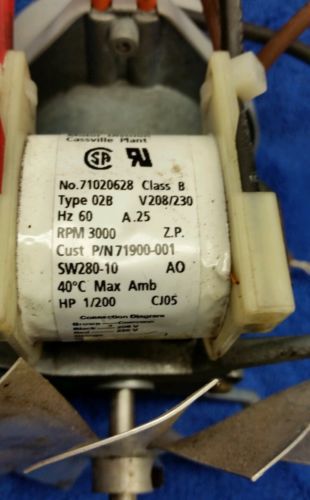 Cassville Plant
No.71020628 Class B
Type 02B V208/230
Hz 60 A.25
RPM 3000 Z.P.
Cust P/N 71900-001
SW280-10 AO
40°C Max Amb
HP 1/200 CJ05
Connection Diagram